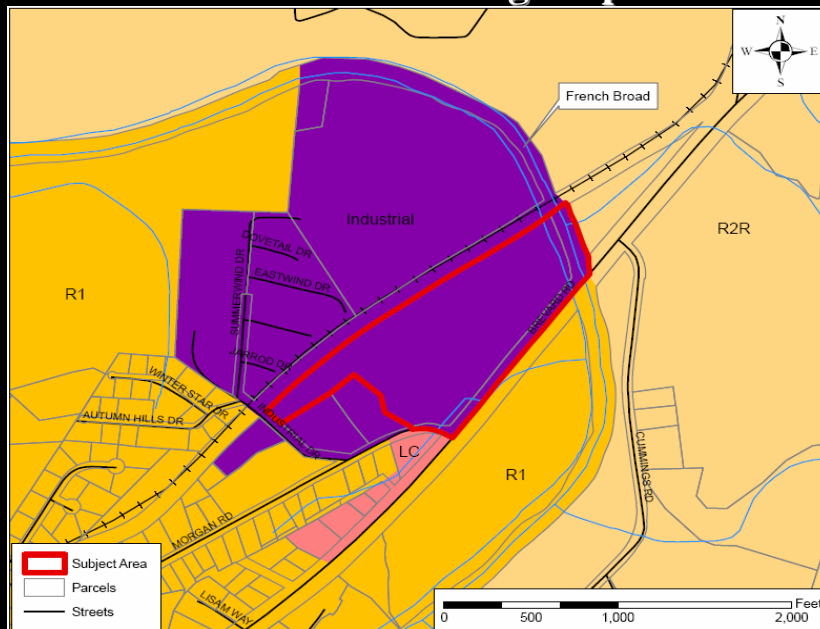 N
W E
S
French Broad
Industrial
R2R
DOVETAIL DR
EASTWIND DR
SUMMERWIND DR
R1
BREVARD RD
JARROD DR
WINTER STAR DR
AUTUMN HILLS DR
INDUSTRIAL DR
CUMMINGS RD
LC
R1
MORGAN RD
LISAM WAY
Subject Area
Parcels
Streets
Feet
0 500 1,000 2,000